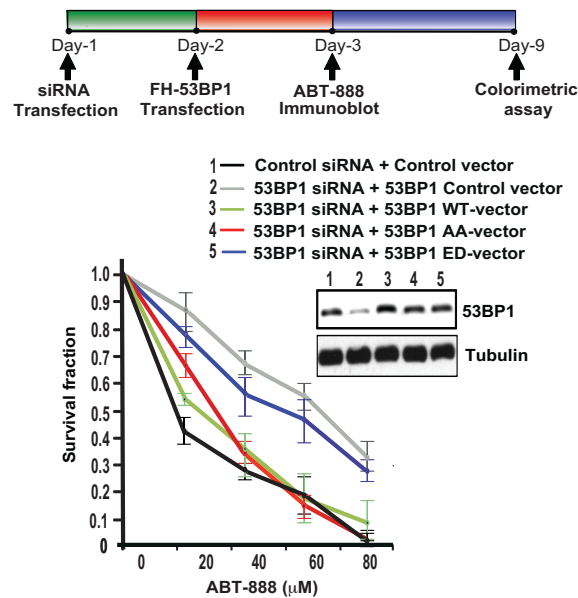 Day-1 Day-2 Day-3 Day-9
siRNA Transfection
FH-53BP1 Transfection
ABT-888 Immunoblot
Colorimetric assay
1 Control siRNA + Control vector
2 53BP1 siRNA + 53BP1 Control vector
3 53BP1 siRNA + 53BP1 WT-vector
4 53BP1 siRNA + 53BP1 AA-vector
5 53BP1 siRNA + 53BP1 ED-vector
1 2 3 4 5
53BP1
Tubulin
Survival fraction
1.0
0.9
0.8
0.7
0.6
0.5
0.4
0.3
0.2
0.1
0
0 20 40 60 80
ABT-888 (µM)